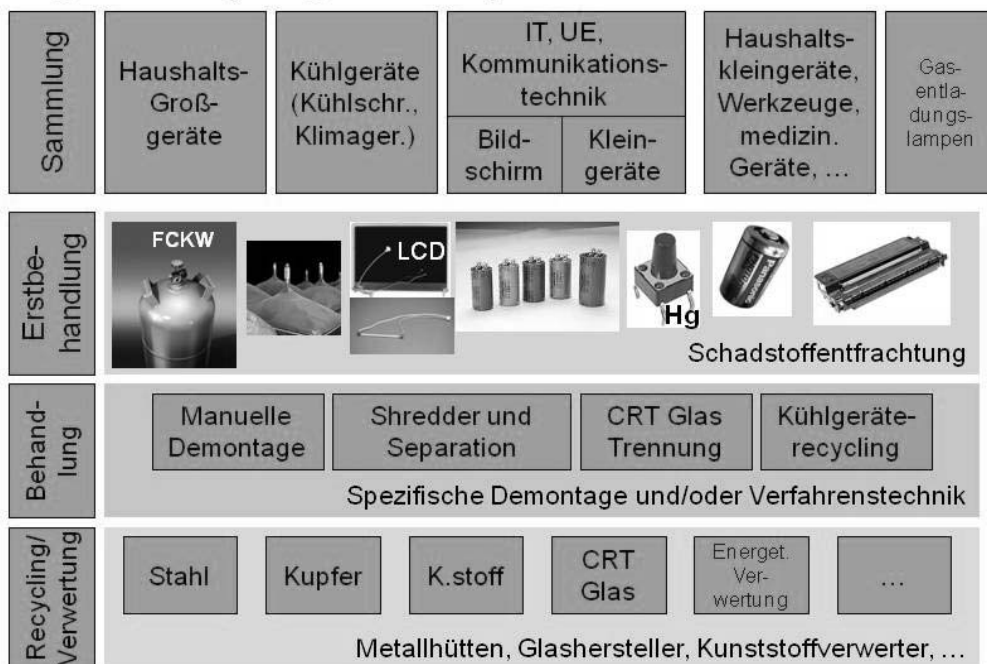 Sammlung
Haushalts-
Groß-
geräte
Kühlgeräte
(Kühlschr.,
Klimager.)
IT, UE,
Kommunikations-
technik
Bild-
schirm
Klein-
geräte
Haushalts-
kleingeräte,
Werkzeuge,
medizin.
Geräte, ...
Gas-
entla-
dungs-
lampen
Erstbe-
handlung
FCKW
LCD
Hg
Schadstoffentfrachtung
Behand-
lung
Manuelle
Demontage
Shredder und
Separation
CRT Glas
Trennung
Kühlgeräte-
recycling
Spezifische Demontage und/oder Verfahrenstechnik
Recycling/
Verwertung
Stahl
Kupfer
K.stoff
CRT
Glas
Energet.
Ver-
wertung
...
Metallhütten, Glashersteller, Kunststoffverwerter, ...